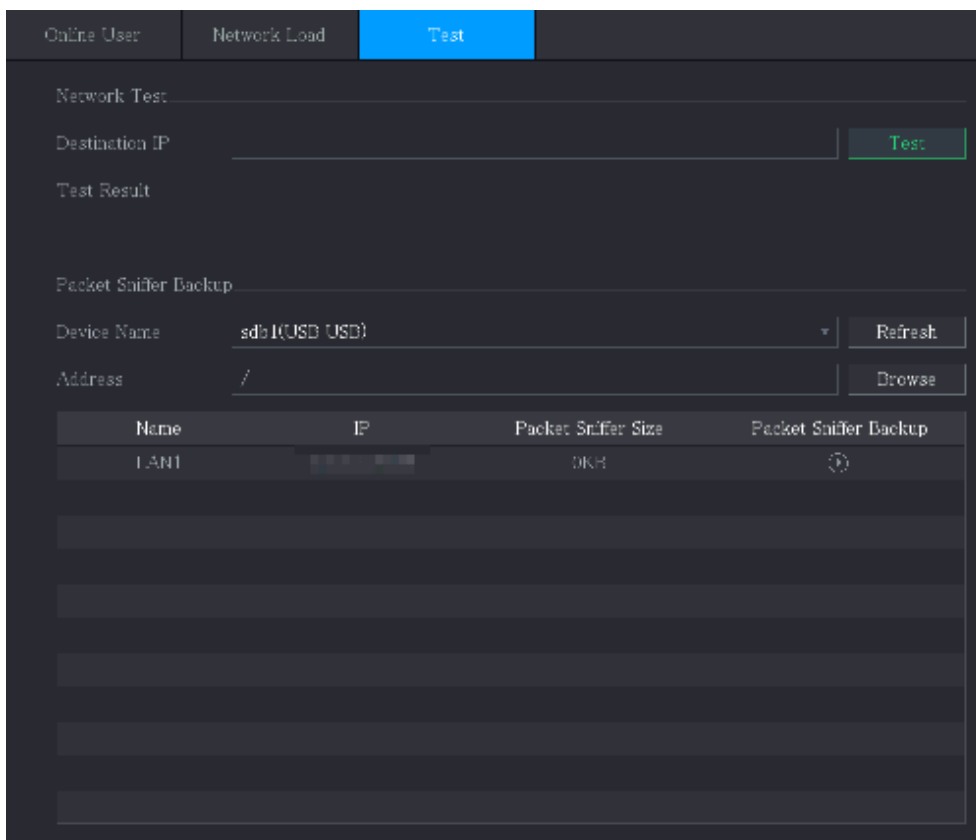 Online User Network Load Test
Network Test
Destination IP Test
Test Result
Packet Sniffer Backup
Device Name sdb1(USB USB) Refresh
Address / Browse
Name IP Packet Sniffer Size Packet Sniffer Backup
LAN1 0KB